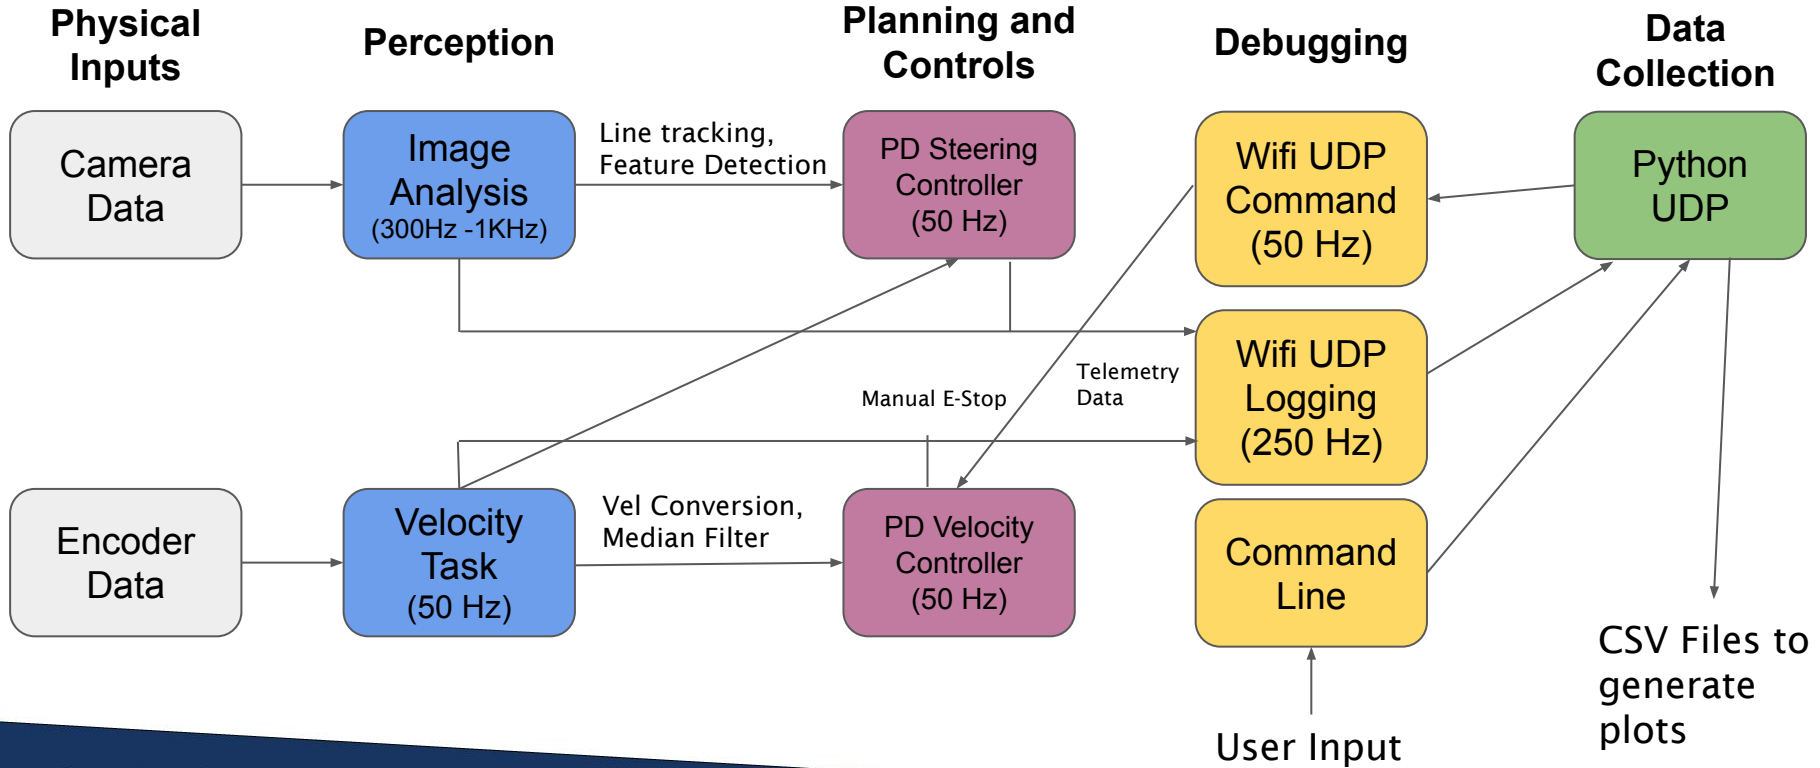 Physical
Inputs
Perception
Planning and
Controls
Debugging
Data
Collection
Camera
Data
Image
Analysis
(300Hz -1KHz)
Line tracking,
Feature Detection
PD Steering
Controller
(50 Hz)
Wifi UDP
Command
(50 Hz)
Python
UDP
Wifi UDP
Logging
(250 Hz)
Telemetry
Data
Manual E-Stop
Encoder
Data
Velocity
Task
(50 Hz)
Vel Conversion,
Median Filter
PD Velocity
Controller
(50 Hz)
Command
Line
CSV Files to
generate
plots
User Input